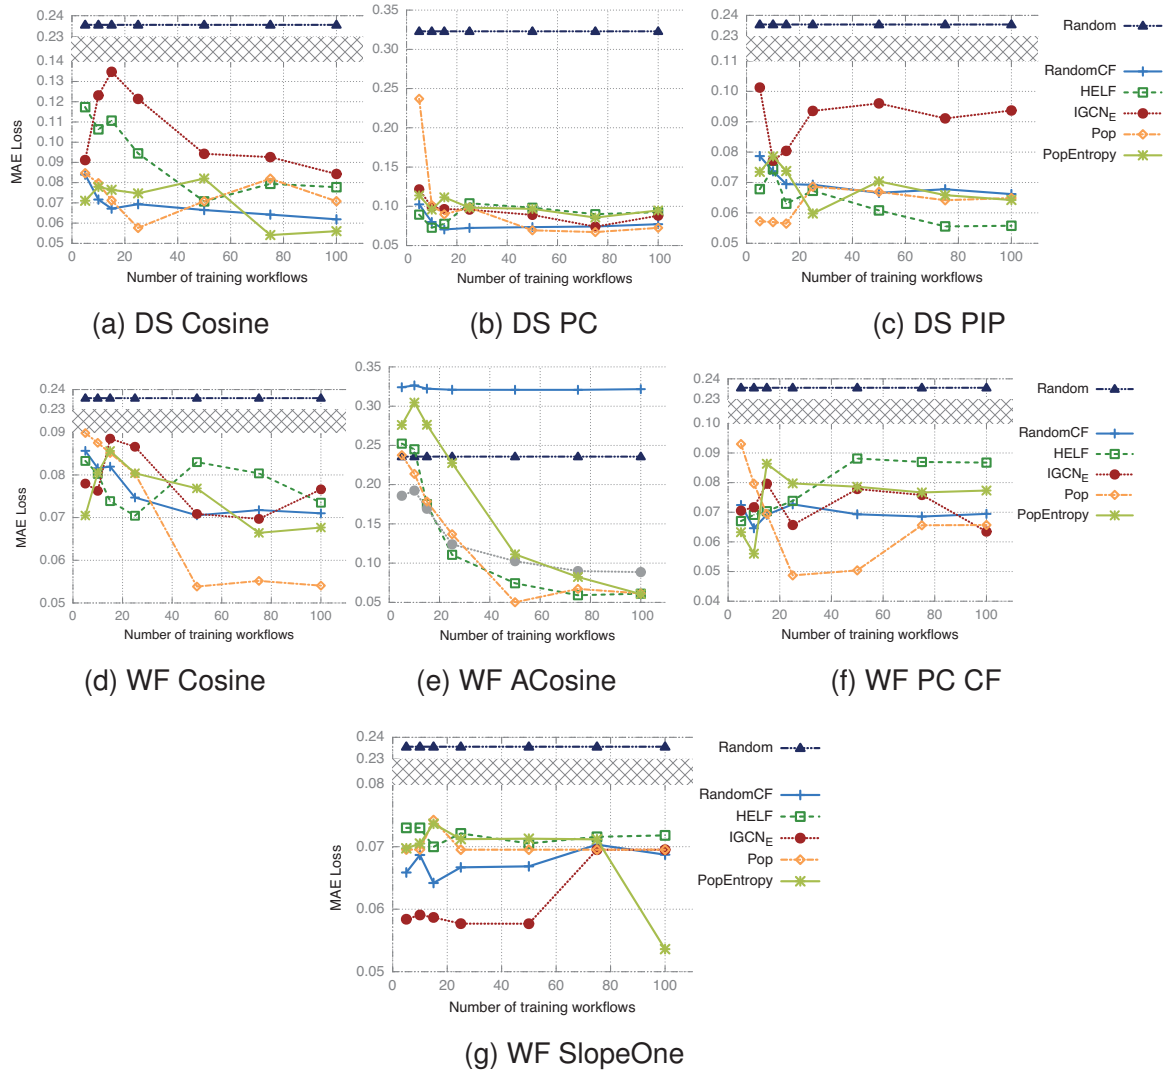 0.24
0.23
0.14
0.13
0.12
0.11
0.10
0.09
0.08
0.07
0.06
0.05
MAE Loss
0 20 40 60 80 100
Number of training workflows
(a) DS Cosine
0.35
0.30
0.25
0.20
0.15
0.10
0.05
0 20 40 60 80 100
Number of training workflows
(b) DS PC
0.24
0.23
0.11
0.10
0.09
0.08
0.07
0.06
0.05
0 20 40 60 80 100
Number of training workflows
(c) DS PIP
Random
RandomCF
HELF
IGCN_E
Pop
PopEntropy
0.24
0.23
0.09
0.08
0.07
0.06
0.05
MAE Loss
0 20 40 60 80 100
Number of training workflows
(d) WF Cosine
0.35
0.30
0.25
0.20
0.15
0.10
0.05
0 20 40 60 80 100
Number of training workflows
(e) WF ACosine
0.24
0.23
0.10
0.09
0.08
0.07
0.06
0.05
0.04
0 20 40 60 80 100
Number of training workflows
(f) WF PC CF
Random
RandomCF
HELF
IGCN_E
Pop
PopEntropy
0.24
0.23
0.08
0.07
0.06
0.05
MAE Loss
0 20 40 60 80 100
Number of training workflows
(g) WF SlopeOne
Random
RandomCF
HELF
IGCN_E
Pop
PopEntropy